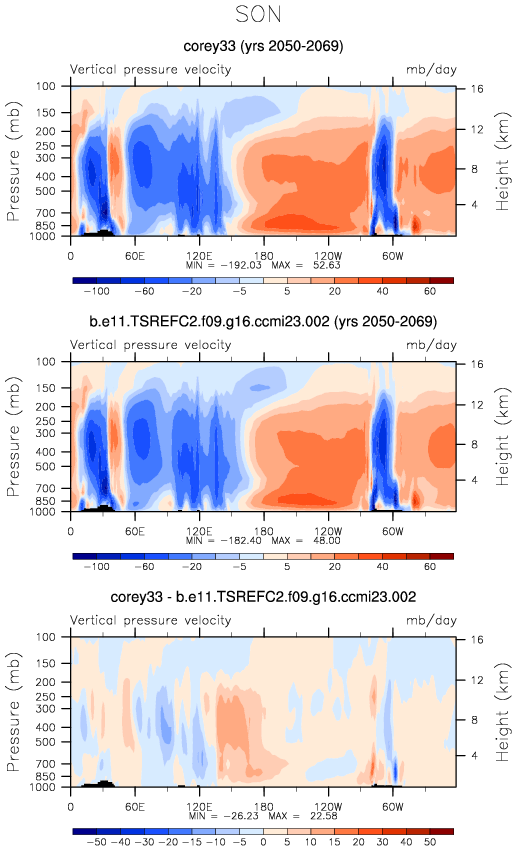 SON
corey33 (yrs 2050-2069)
Vertical pressure velocity mb/day
Pressure (mb)
100
150
200
250
300
400
500
700
850
1000
16
12
8
4
Height (km)
0 60E 120E 180 120W 60W
MIN = -192.03 MAX = 52.63
-100 -60 -20 -5 5 20 40 60
b.e11.TSREFC2.f09.g16.ccmi23.002 (yrs 2050-2069)
Vertical pressure velocity mb/day
Pressure (mb)
100
150
200
250
300
400
500
700
850
1000
16
12
8
4
Height (km)
0 60E 120E 180 120W 60W
MIN = -182.40 MAX = 48.00
-100 -60 -20 -5 5 20 40 60
corey33 - b.e11.TSREFC2.f09.g16.ccmi23.002
Vertical pressure velocity mb/day
Pressure (mb)
100
150
200
250
300
400
500
700
850
1000
16
12
8
4
Height (km)
0 60E 120E 180 120W 60W
MIN = -26.23 MAX = 22.58
-50 -40 -30 -20 -15 -10 -5 0 5 10 15 20 30 40 50